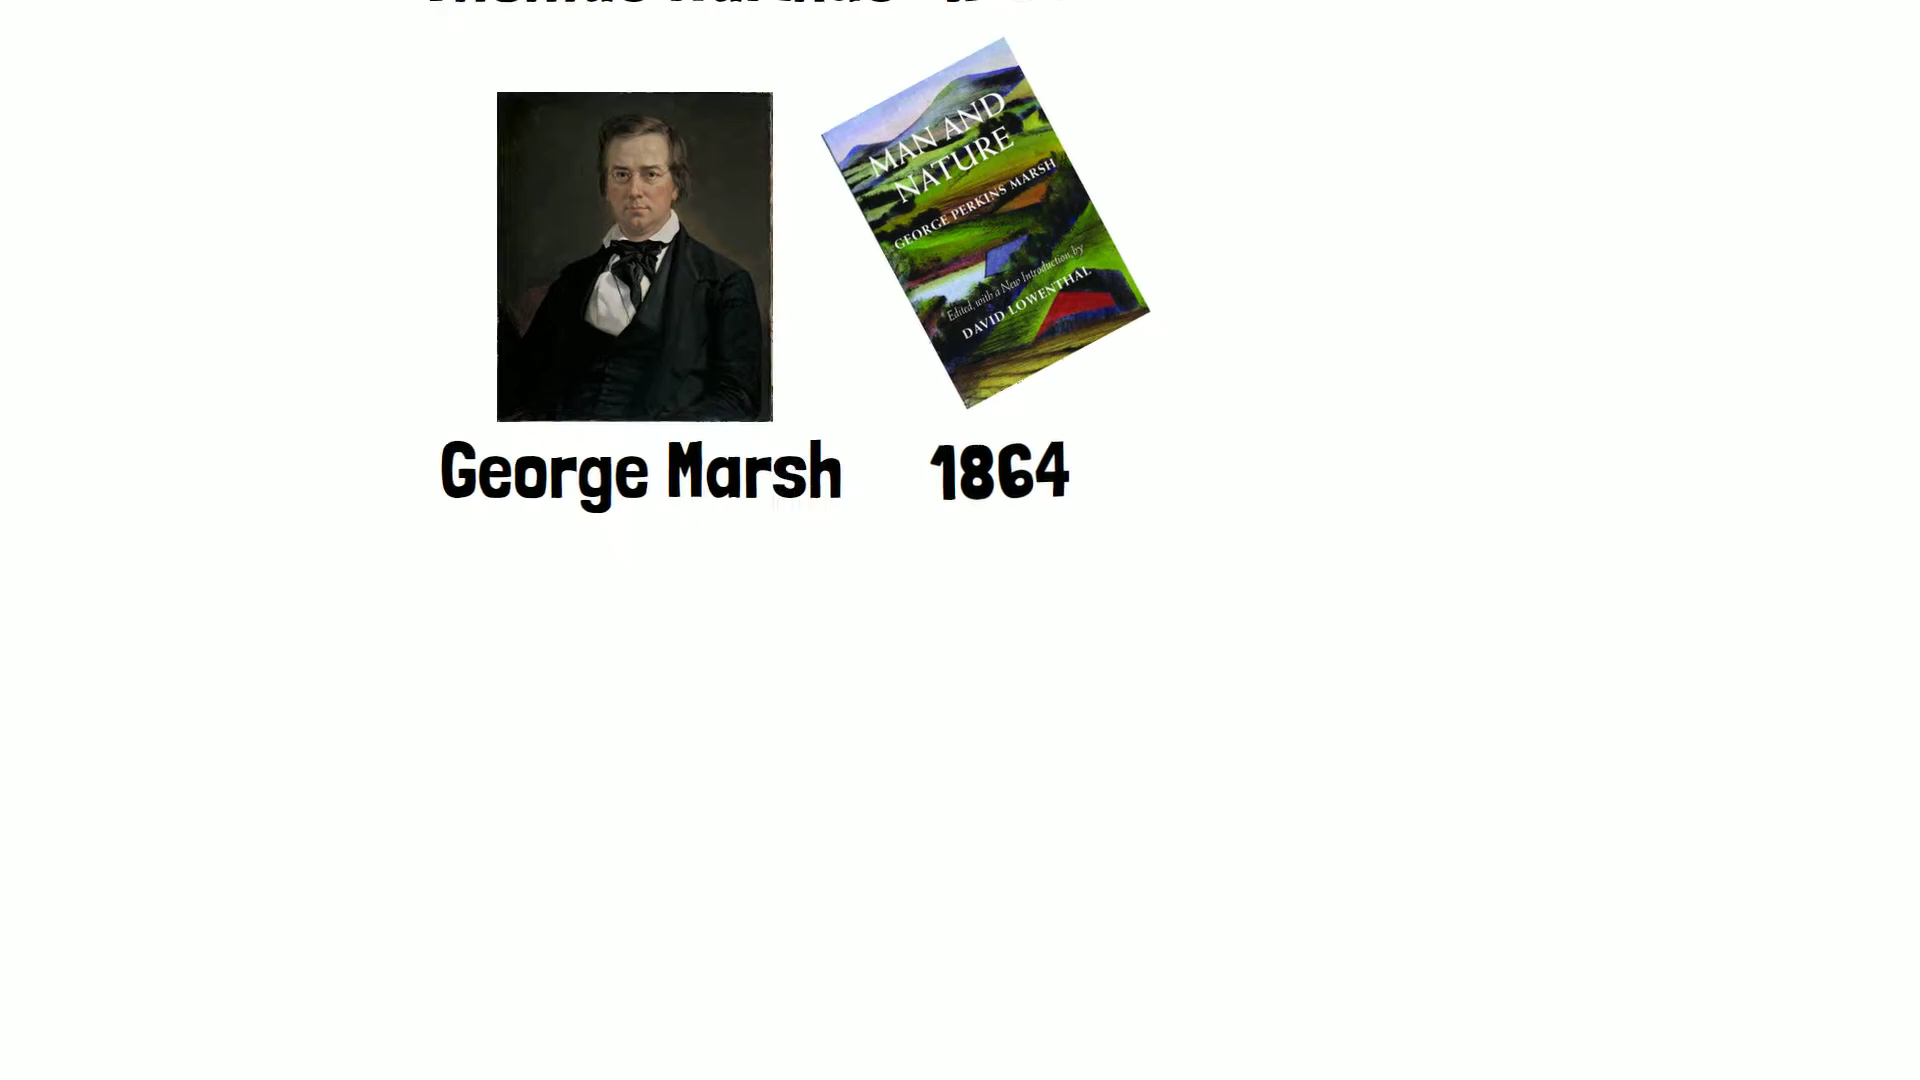 MAN AND
NATURE
GEORGE PERKINS MARSH
Edited, with a New Introduction, by
DAVID LOWENTHAL
George Marsh 1864